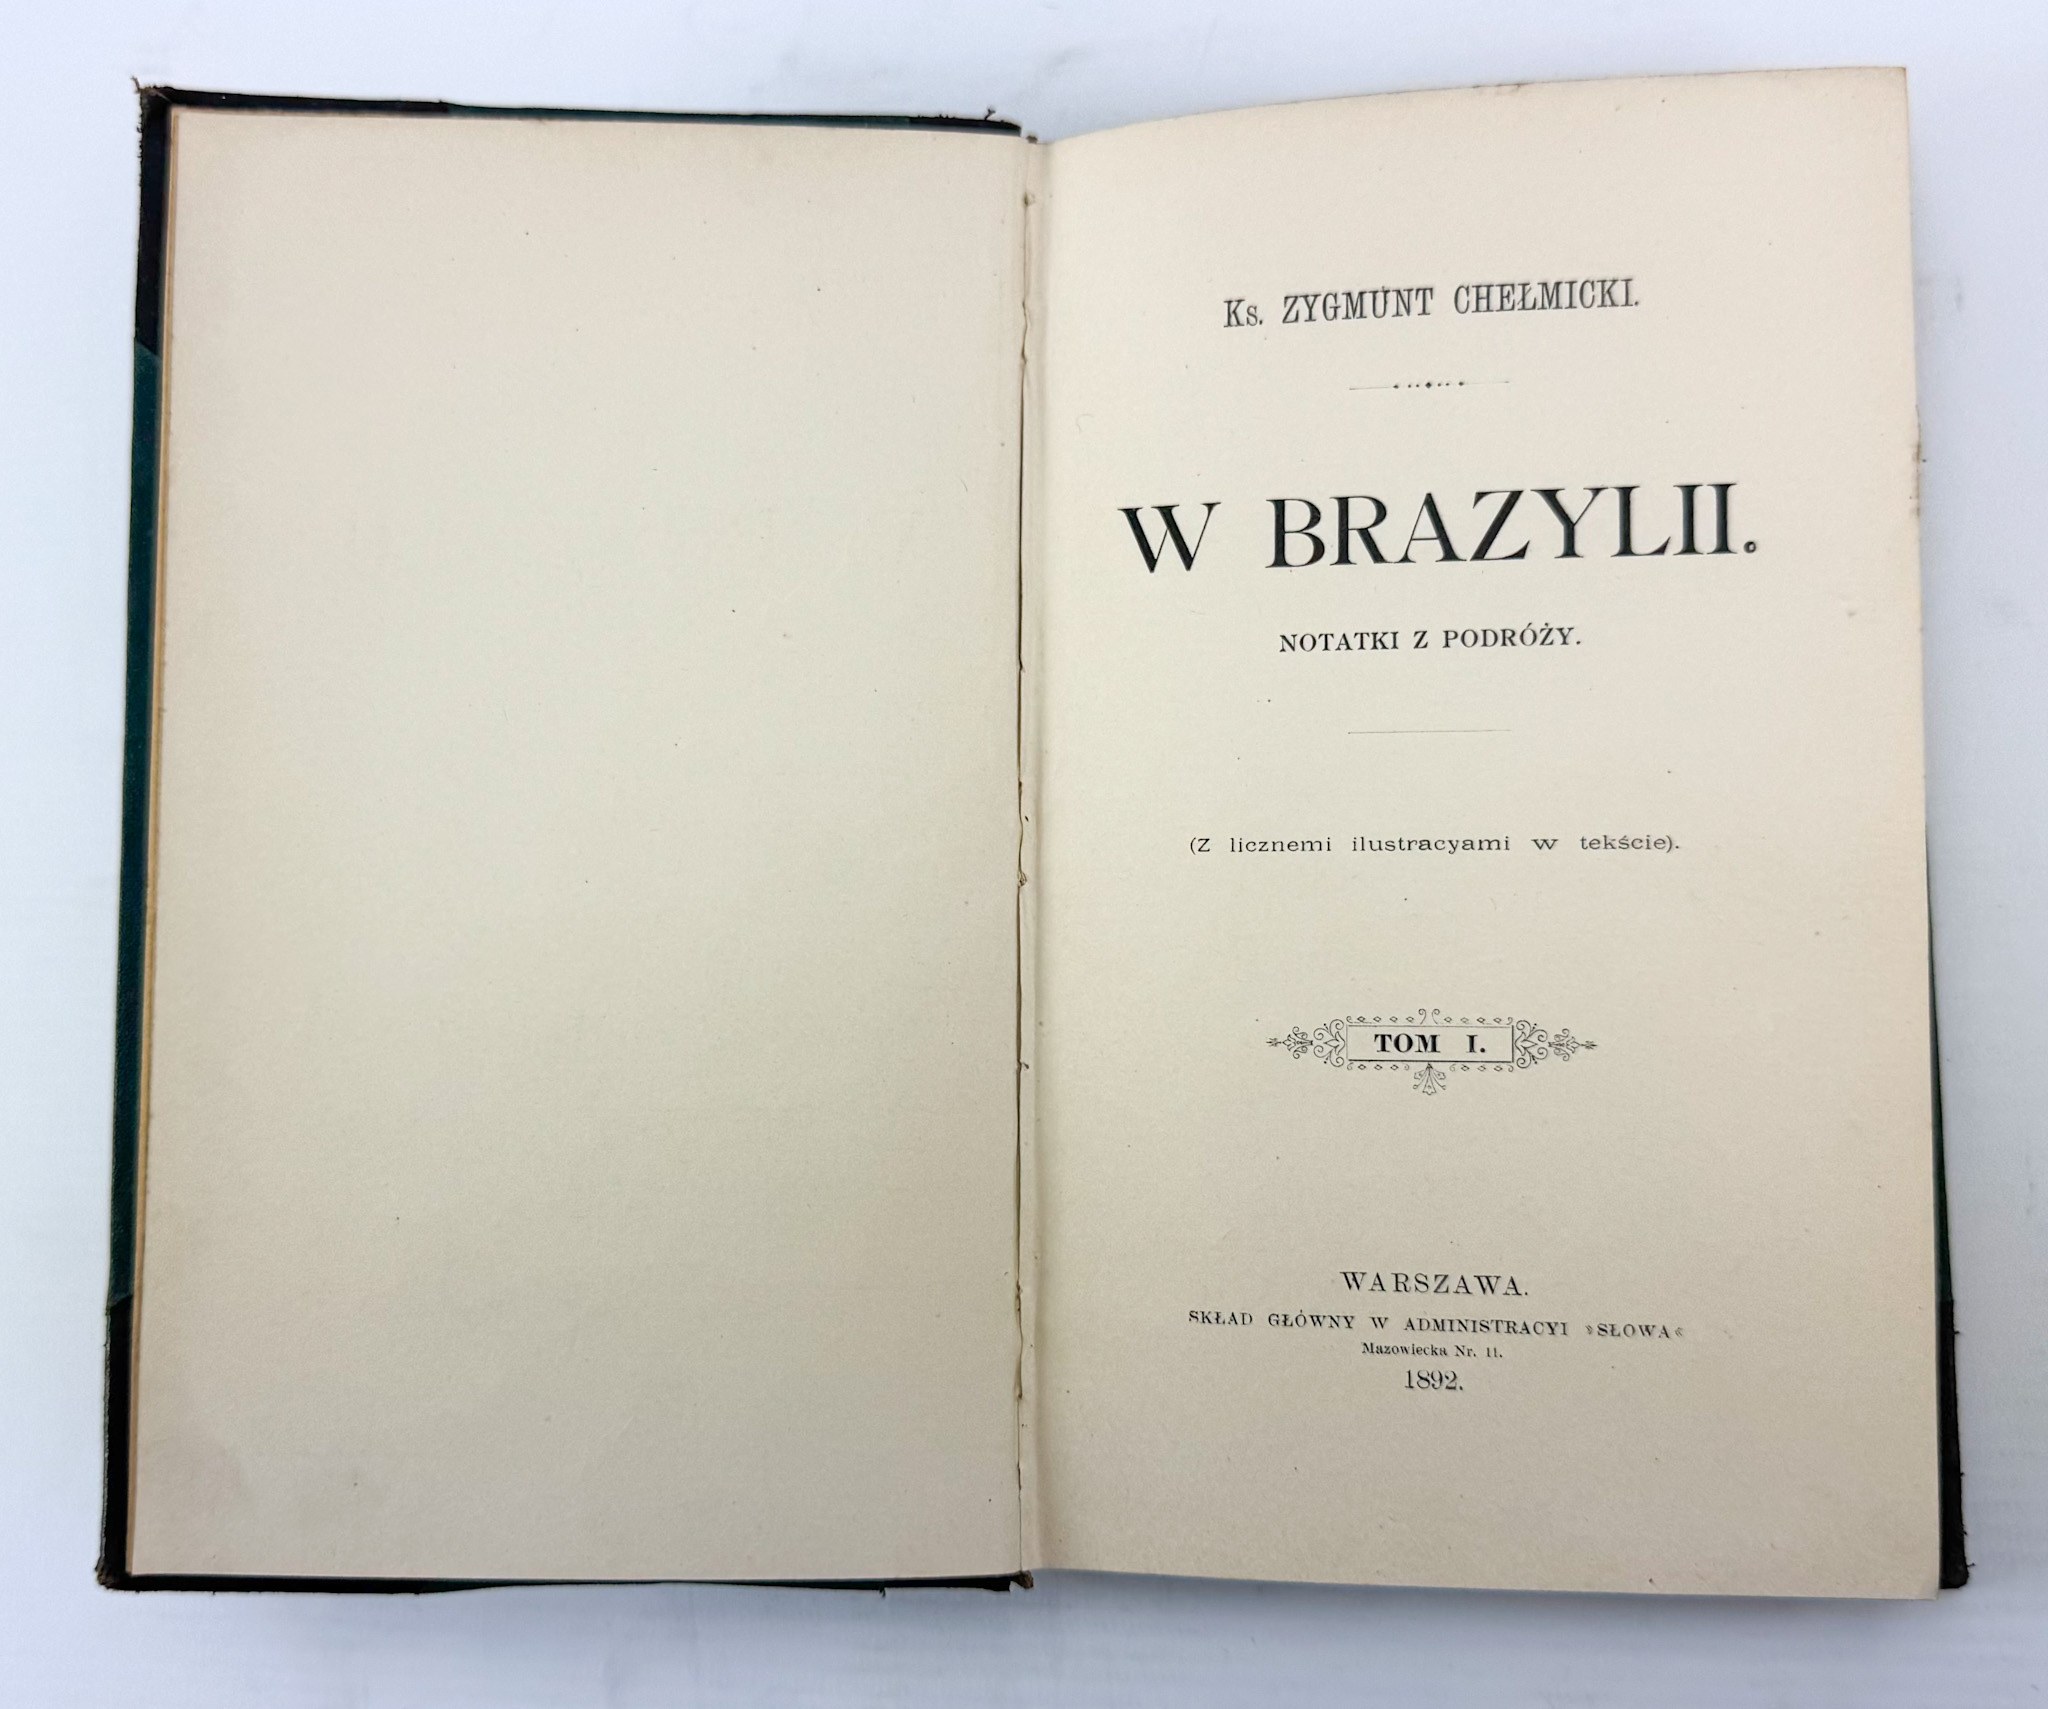 Ks. ZYGMUNT CHEŁMICKI.
W BRAZYLII.
NOTATKI Z PODRÓŻY.
(Z licznemi ilustracyami w tekście).
TOM I.
WARSZAWA.
SKŁAD GŁÓWNY W ADMINISTRACYI »SŁOWA«
Mazowiecka Nr. 11.
1892.